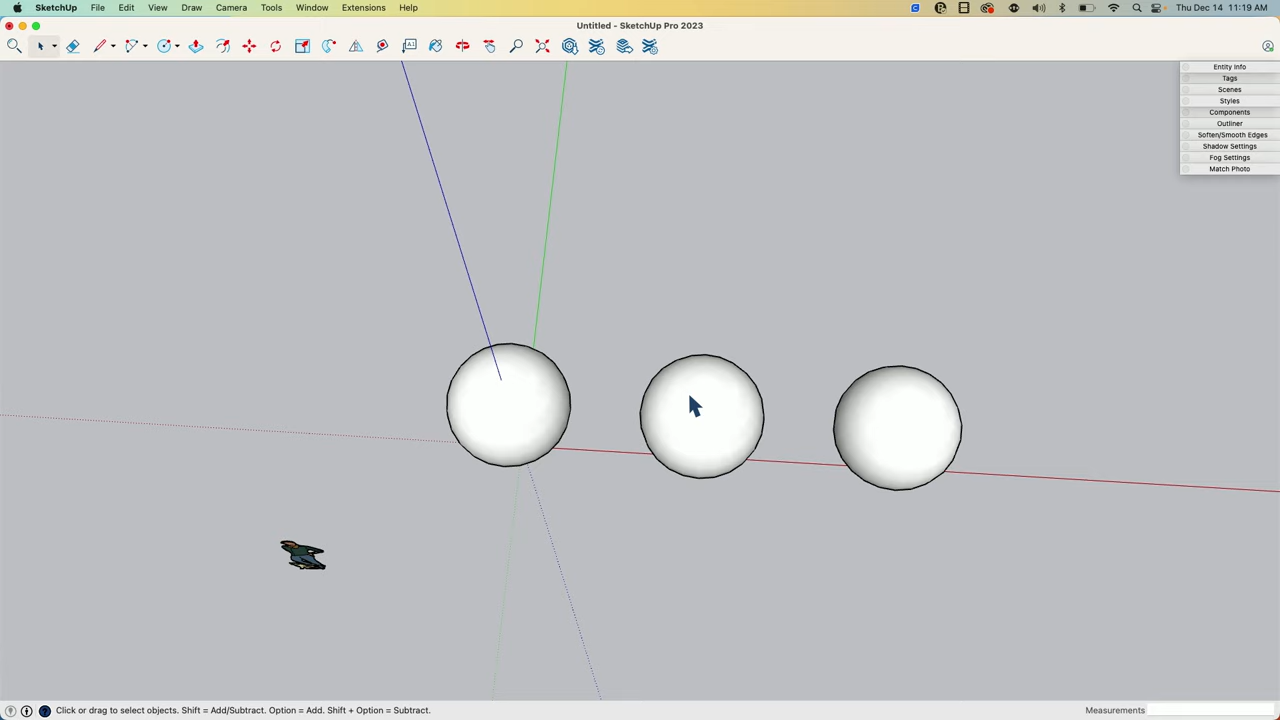 SketchUp File Edit View Draw Camera Tools Window Extensions Help Thu Dec 14 11:19 AM
Untitled - SketchUp Pro 2023
Entity Info
Tags
Scenes
Styles
Components
Outliner
Soften/Smooth Edges
Shadow Settings
Fog Settings
Match Photo
Click or drag to select objects. Shift = Add/Subtract. Option = Add. Shift + Option = Subtract. Measurements